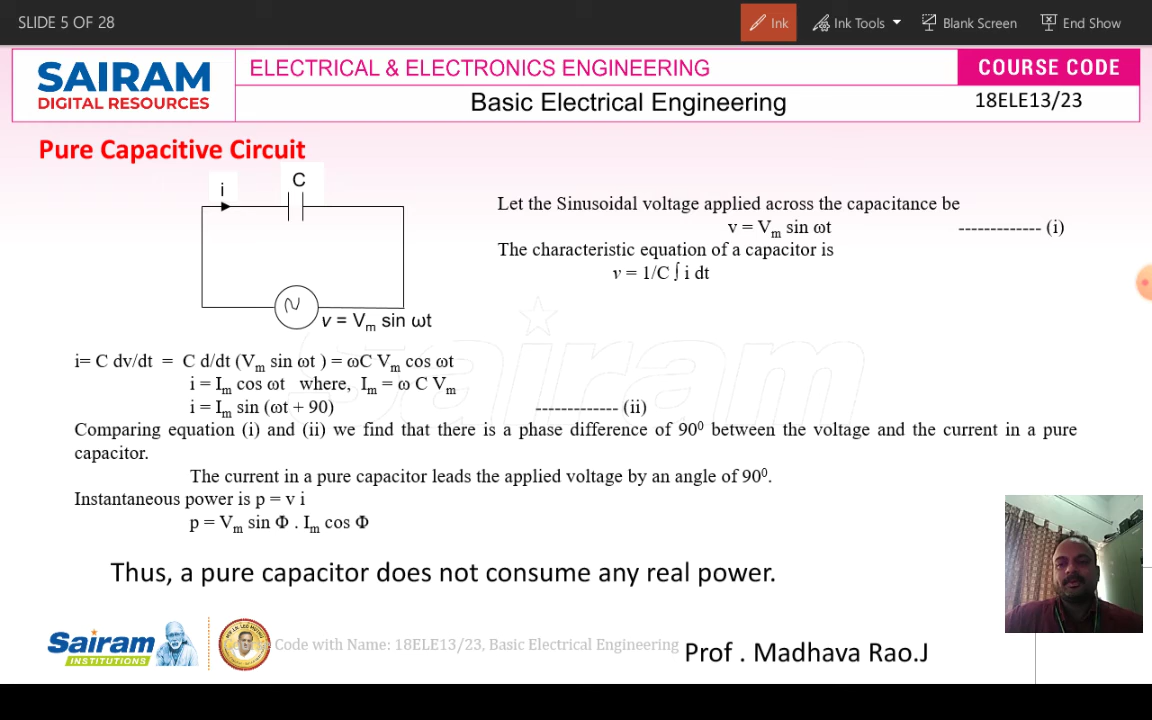 SLIDE 5 OF 28
Ink
Ink Tools
Blank Screen
End Show
SAIRAM
DIGITAL RESOURCES
ELECTRICAL & ELECTRONICS ENGINEERING
COURSE CODE
Basic Electrical Engineering
18ELE13/23
Pure Capacitive Circuit
i
C
v = Vm sin ωt
Let the Sinusoidal voltage applied across the capacitance be
v = Vm sin ωt ------------- (i)
The characteristic equation of a capacitor is
v = 1/C ∫ i dt
Sairam
i= C dv/dt = C d/dt (Vm sin ωt ) = ωC Vm cos ωt
i = Im cos ωt where, Im = ω C Vm
i = Im sin (ωt + 90) ------------- (ii)
Comparing equation (i) and (ii) we find that there is a phase difference of 90⁰ between the voltage and the current in a pure
capacitor.
The current in a pure capacitor leads the applied voltage by an angle of 90⁰.
Instantaneous power is p = v i
p = Vm sin Φ . Im cos Φ
Thus, a pure capacitor does not consume any real power.
Sairam
INSTITUTIONS
Code with Name: 18ELE13/23, Basic Electrical Engineering
Prof . Madhava Rao.J